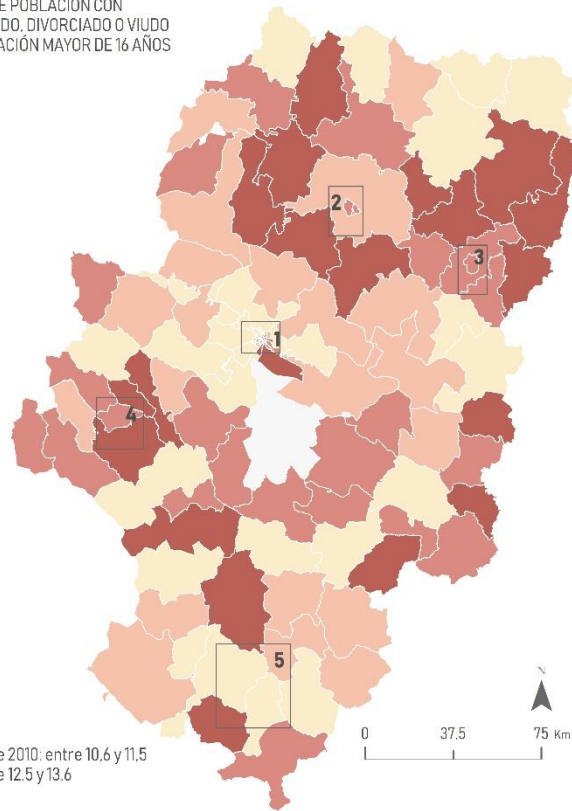 E POBLACIÓN CON
DO, DIVORCIADO O VIUDO
ACIÓN MAYOR DE 16 AÑOS
2
3
1
4
5
N
0 37.5 75 Km
e 2010: entre 10,6 y 11,5
e 12.5 y 13.6